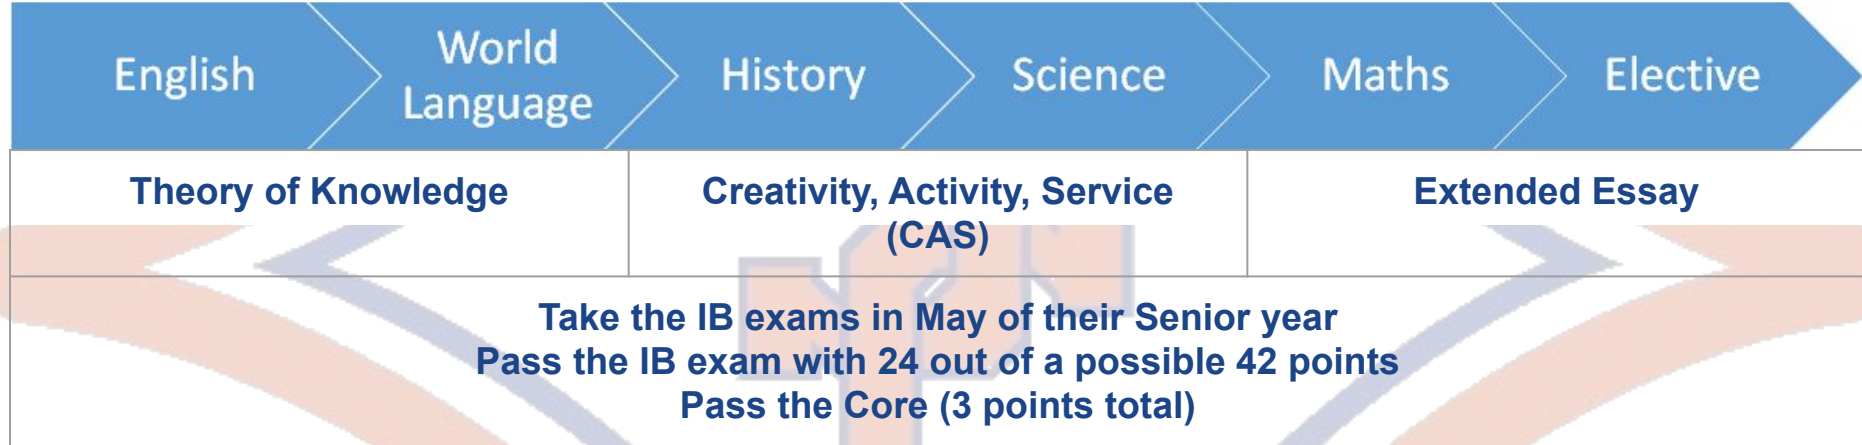 English
World
Language
History
Science
Maths
Elective
Theory of Knowledge
Creativity, Activity, Service
(CAS)
Extended Essay
Take the IB exams in May of their Senior year
Pass the IB exam with 24 out of a possible 42 points
Pass the Core (3 points total)